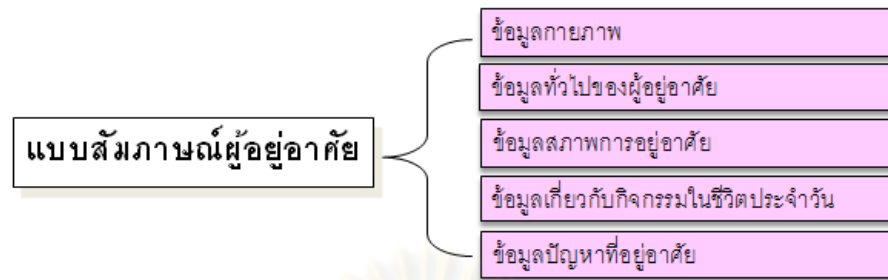 ข้อมูลกายภาพ
ข้อมูลทั่วไปของผู้อยู่อาศัย
แบบสัมภาษณ์ผู้อยู่อาศัย
ข้อมูลสภาพการอยู่อาศัย
ข้อมูลเกี่ยวกับกิจกรรมในชีวิตประจำวัน
ข้อมูลปัญหาที่อยู่อาศัย